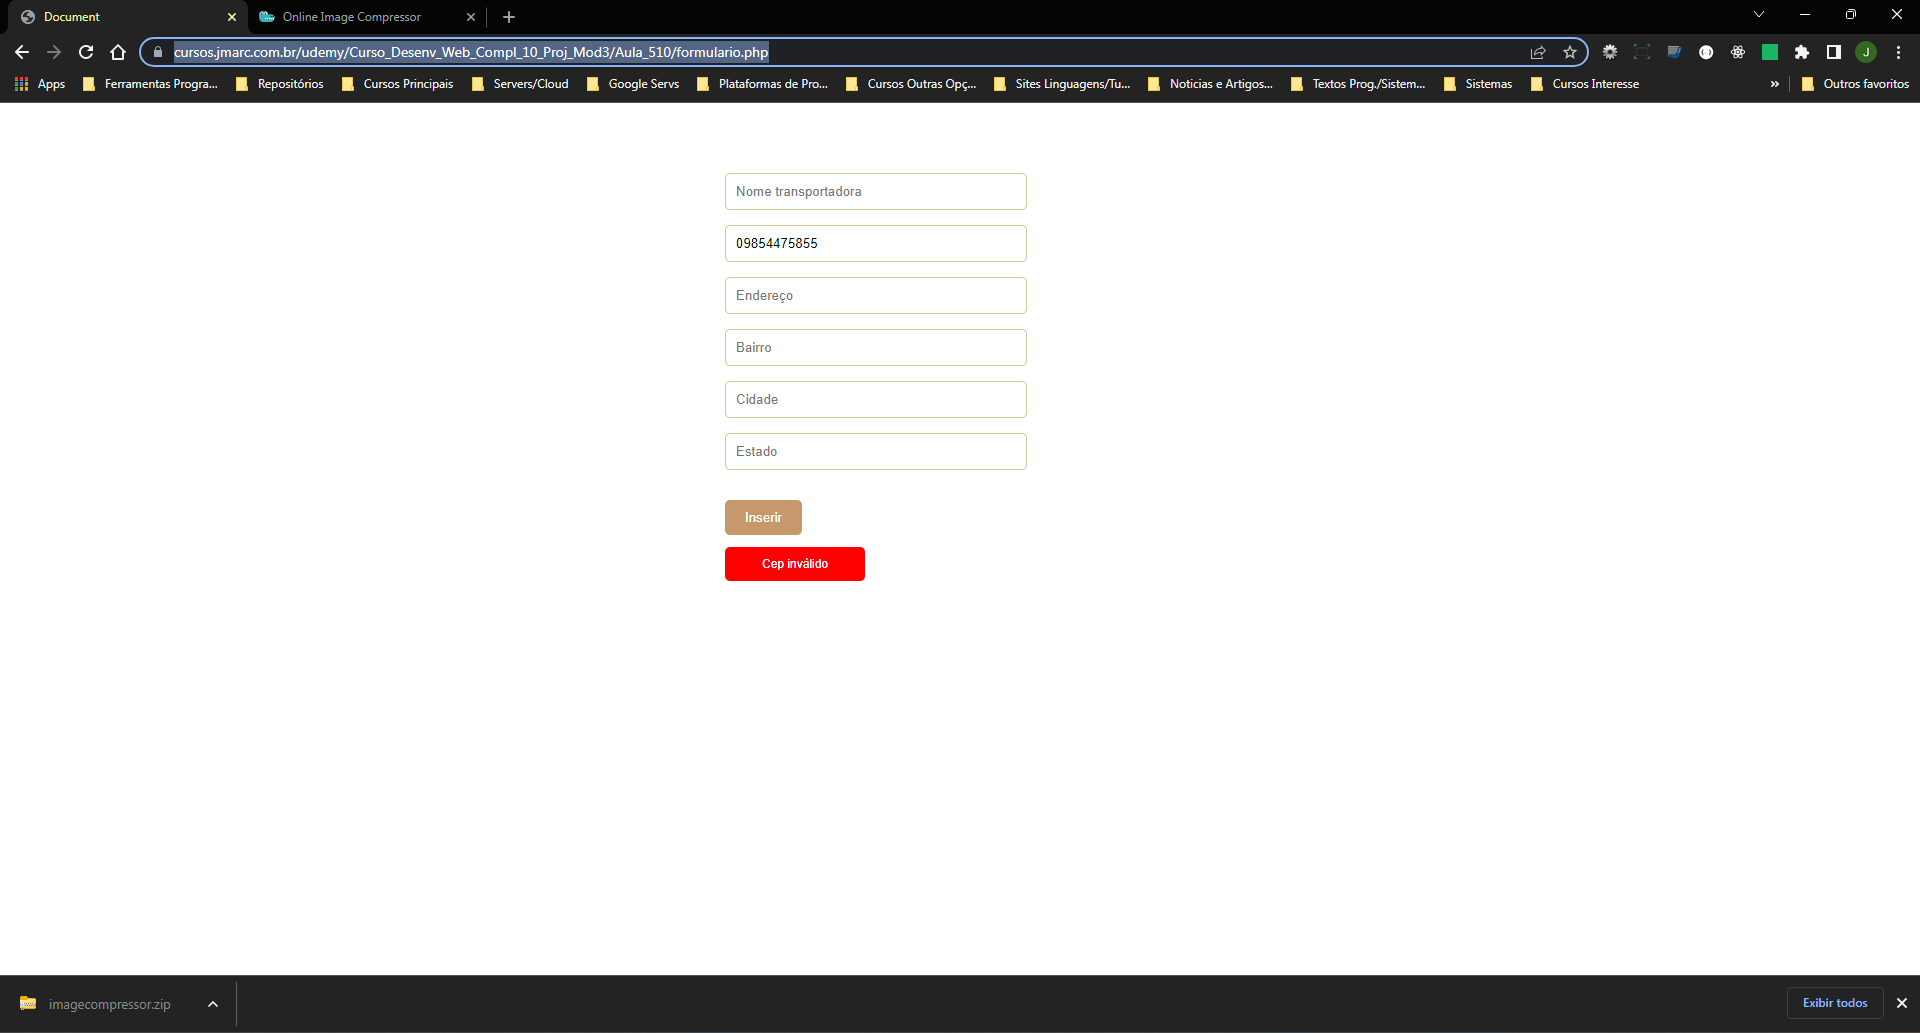 Document
Online Image Compressor
cursos.jmarc.com.br/udemy/Curso_Desenv_Web_Compl_10_Proj_Mod3/Aula_510/formulario.php
J
Apps
Ferramentas Progra...
Repositórios
Cursos Principais
Servers/Cloud
Google Servs
Plataformas de Pro...
Cursos Outras Opç...
Sites Linguagens/Tu...
Noticias e Artigos...
Textos Prog./Sistem...
Sistemas
Cursos Interesse
»
Outros favoritos
Nome transportadora
09854475855
Endereço
Bairro
Cidade
Estado
Inserir
Cep inválido
imagecompressor.zip
Exibir todos